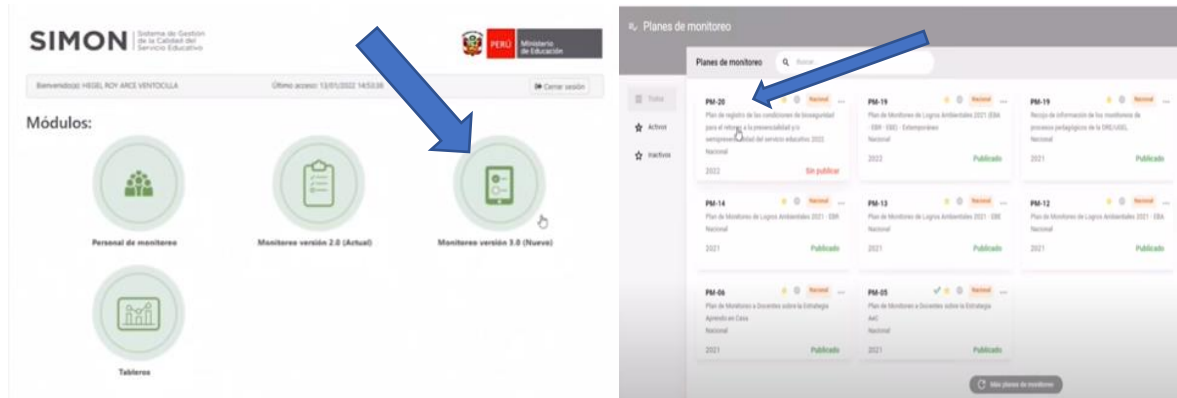 SIMON
Sistema de Gestión
de la Calidad del
Servicio Educativo
PERÚ
Ministerio
de Educación
Bienvenido(a): HEGEL ROY ARCE VENTOCILLA
Último acceso: 13/01/2022 14:53:38
Cerrar sesión
Módulos:
Personal de monitoreo
Monitoreo versión 2.0 (Actual)
Monitoreo versión 3.0 (Nuevo)
Tableros
Planes de monitoreo
Planes de monitoreo
Buscar
Todos
Activos
Inactivos
PM-20
Nacional
Plan de registro de las condiciones de bioseguridad
para el retorno a la presencialidad y/o
del servicio educativo 2022
Nacional
2022
Sin publicar
PM-19
Nacional
Plan de Monitoreo de Logros Ambientales 2021 (EBA
- EBR - EBE) - Extemporáneo
Nacional
2022
Publicado
PM-19
Nacional
Recojo de información de los monitoreos de
procesos pedagógicos de la DRE/UGEL
Nacional
2021
Publicado
PM-14
Nacional
Plan de Monitoreo de Logros Ambientales 2021 - EBR
Nacional
2021
Publicado
PM-13
Nacional
Plan de Monitoreo de Logros Ambientales 2021 - EBE
Nacional
2021
Publicado
PM-12
Nacional
Plan de Monitoreo de Logros Ambientales 2021 - EBA
Nacional
2021
Publicado
PM-06
Nacional
Plan de Monitoreo a Docentes sobre la Estrategia
Aprendo en Casa
Nacional
2021
Publicado
PM-05
Nacional
Plan de Monitoreo a Docentes sobre la Estrategia
AeC
Nacional
2021
Publicado
Más planes de monitoreo